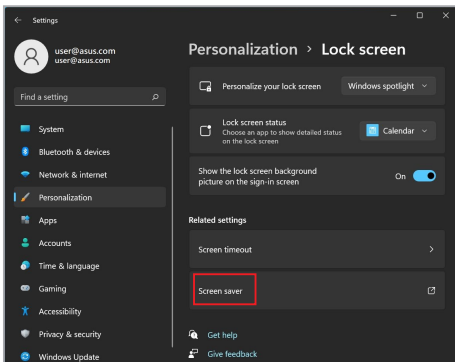 Settings
user@asus.com
user@asus.com
Find a setting
System
Bluetooth & devices
Network & internet
Personalization
Apps
Accounts
Time & language
Gaming
Accessibility
Privacy & security
Windows Update
Personalization > Lock screen
Personalize your lock screen
Windows spotlight
Lock screen status
Choose an app to show detailed status
on the lock screen
Calendar
Show the lock screen background
picture on the sign-in screen
On
Related settings
Screen timeout
Screen saver
Get help
Give feedback